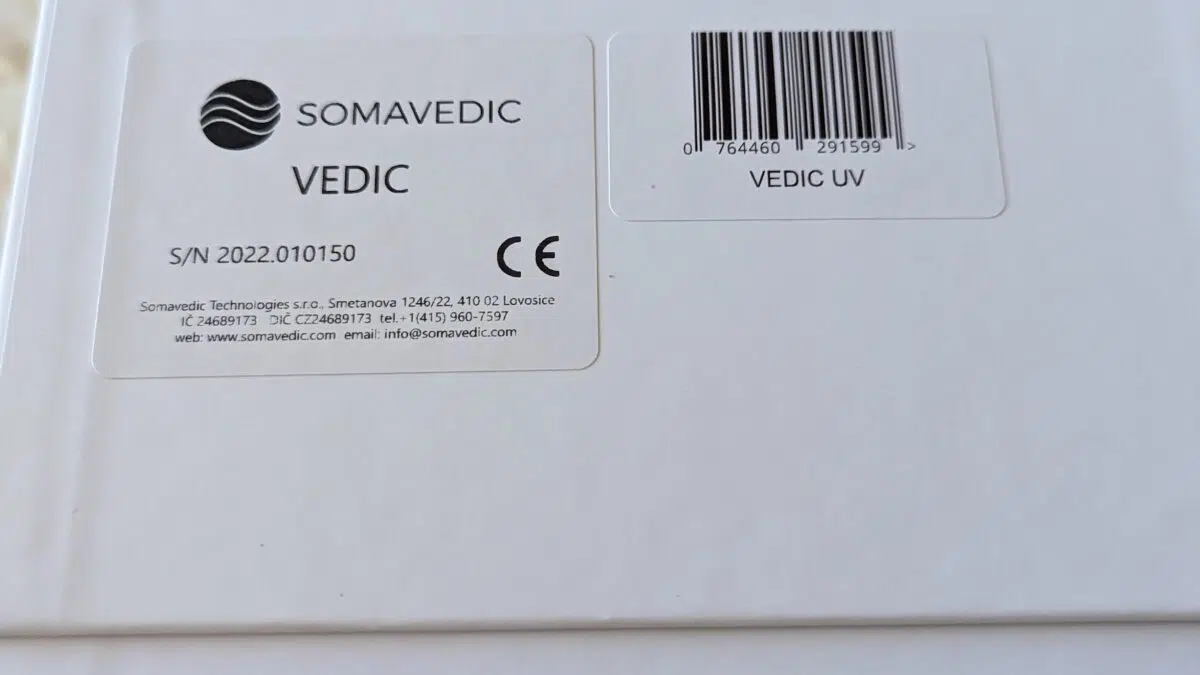 SOMAVEDIC
VEDIC
S/N 2022.010150 CE
Somavedic Technologies s.r.o., Smetanova 1246/22, 410 02 Lovosice
IČ 24689173 DIČ CZ24689173 tel.+1(415) 960-7597
web: www.somavedic.com email: info@somavedic.com
0 764460 291599 >
VEDIC UV